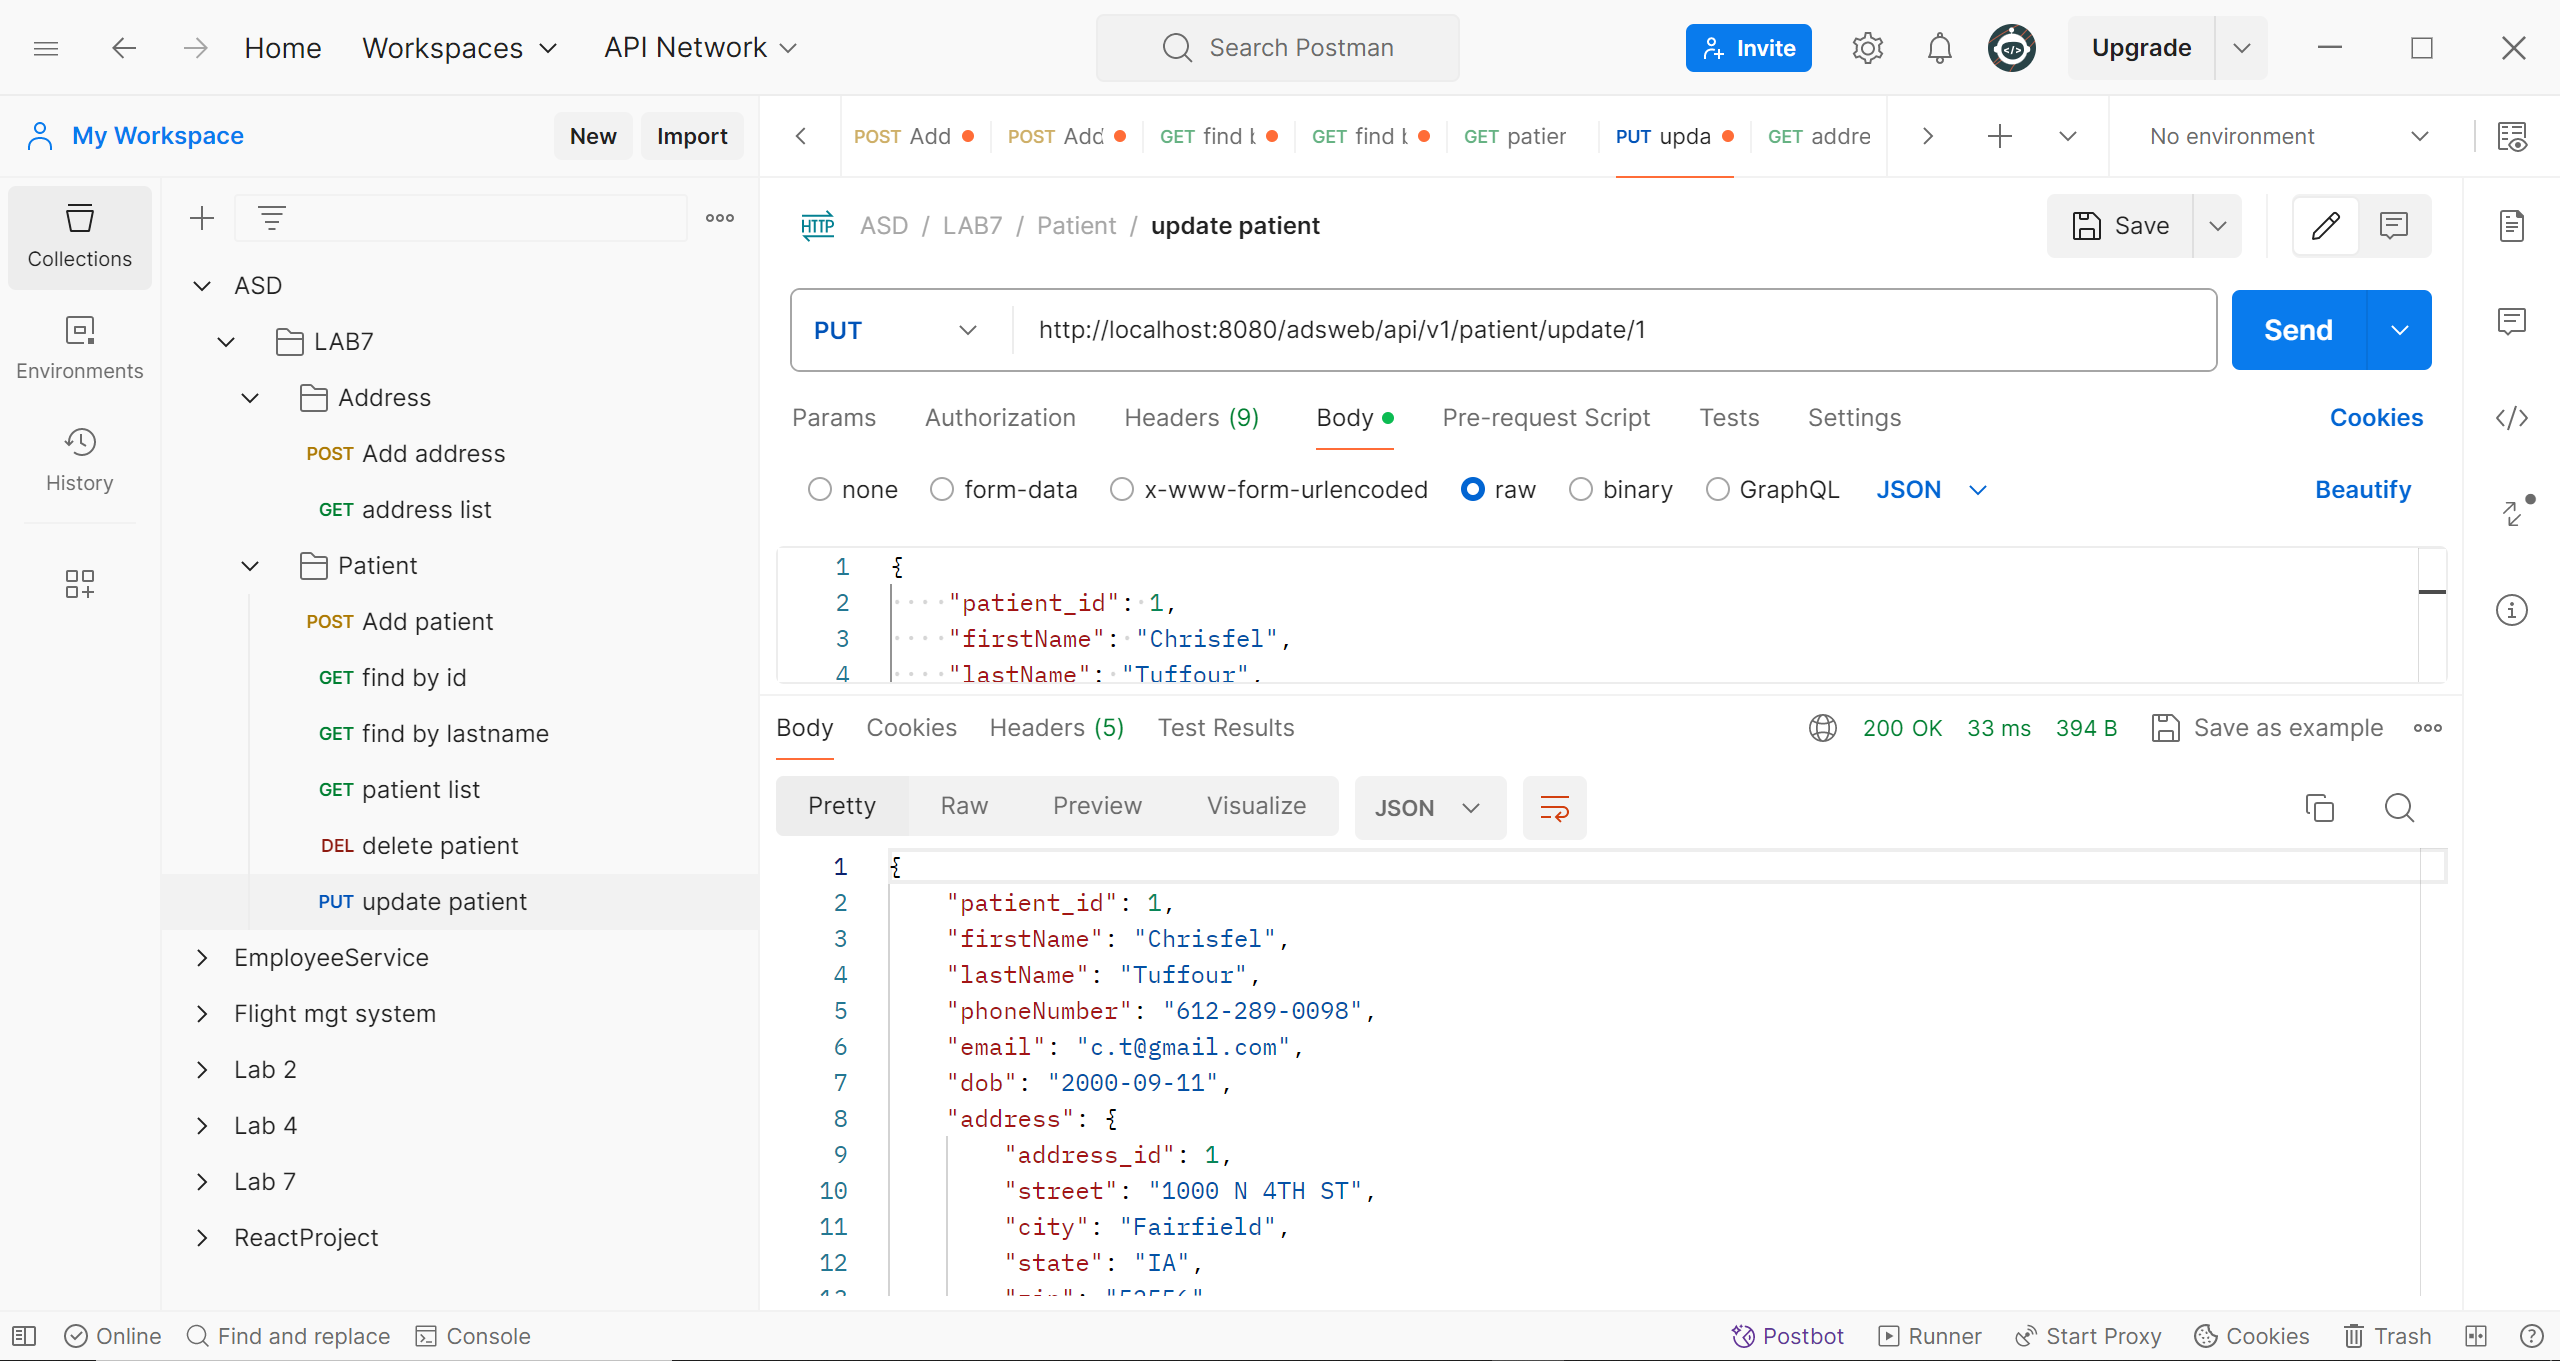 Home Workspaces API Network Search Postman Invite Upgrade
My Workspace New Import
POST Add POST Add GET find GET find GET patier PUT upda GET addre No environment
Collections
Environments
History
ASD
LAB7
Address
POST Add address
GET address list
Patient
POST Add patient
GET find by id
GET find by lastname
GET patient list
DEL delete patient
PUT update patient
EmployeeService
Flight mgt system
Lab 2
Lab 4
Lab 7
ReactProject
HTTP ASD / LAB7 / Patient / update patient Save
PUT http://localhost:8080/adsweb/api/v1/patient/update/1 Send
Params Authorization Headers (9) Body Pre-request Script Tests Settings Cookies
none form-data x-www-form-urlencoded raw binary GraphQL JSON Beautify
1 {
2 "patient_id": 1,
3 "firstName": "Chrisfel",
4 "lastName": "Tuffour",
Body Cookies Headers (5) Test Results 200 OK 33 ms 394 B Save as example
Pretty Raw Preview Visualize JSON
1 {
2 "patient_id": 1,
3 "firstName": "Chrisfel",
4 "lastName": "Tuffour",
5 "phoneNumber": "612-289-0098",
6 "email": "c.t@gmail.com",
7 "dob": "2000-09-11",
8 "address": {
9 "address_id": 1,
10 "street": "1000 N 4TH ST",
11 "city": "Fairfield",
12 "state": "IA",
Online Find and replace Console Postbot Runner Start Proxy Cookies Trash